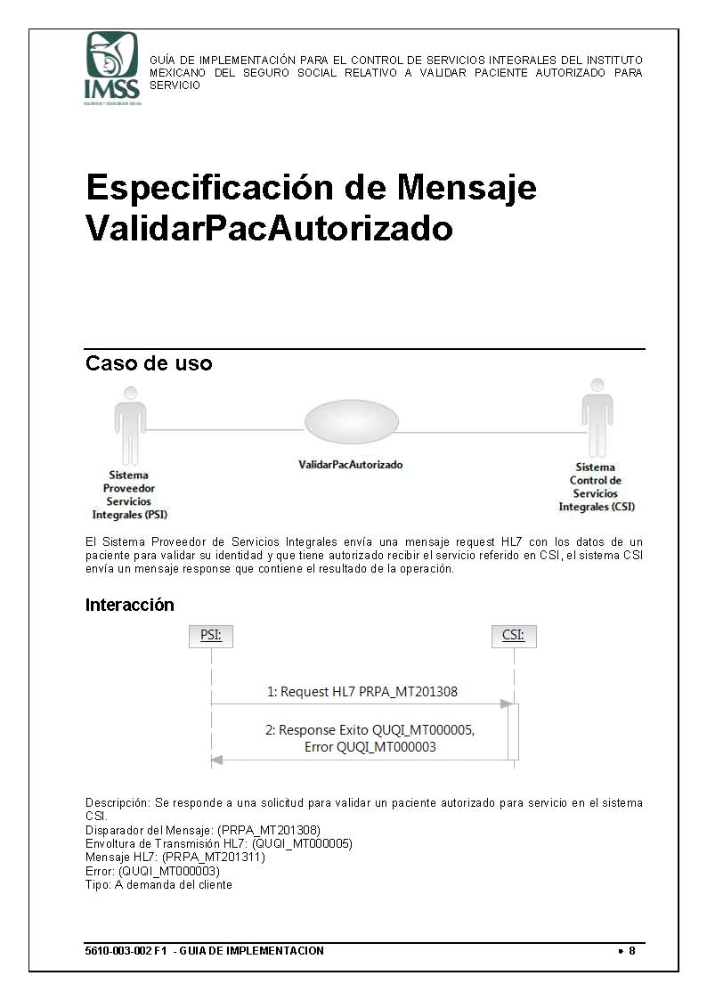 GUÍA DE IMPLEMENTACIÓN PARA EL CONTROL DE SERVICIOS INTEGRALES DEL INSTITUTO
MEXICANO DEL SEGURO SOCIAL RELATIVO A VALIDAR PACIENTE AUTORIZADO PARA
SERVICIO
IMSS
SEGURIDAD Y SOLIDARIDAD SOCIAL
Especificación de Mensaje
ValidarPacAutorizado
Caso de uso
ValidarPacAutorizado
Sistema
Proveedor
Servicios
Integrales (PSI)
Sistema
Control de
Servicios
Integrales (CSI)
El Sistema Proveedor de Servicios Integrales envía una mensaje request HL7 con los datos de un
paciente para validar su identidad y que tiene autorizado recibir el servicio referido en CSI, el sistema CSI
envía un mensaje response que contiene el resultado de la operación.
Interacción
PSI:
CSI:
1: Request HL7 PRPA_MT201308
2: Response Exito QUQI_MT000005,
Error QUQI_MT000003
Descripción: Se responde a una solicitud para validar un paciente autorizado para servicio en el sistema
CSI.
Disparador del Mensaje: (PRPA_MT201308)
Envoltura de Transmisión HL7: (QUQI_MT000005)
Mensaje HL7: (PRPA_MT201311)
Error: (QUQI_MT000003)
Tipo: A demanda del cliente
5610-003-002 F1 - GUIA DE IMPLEMENTACION
• 8